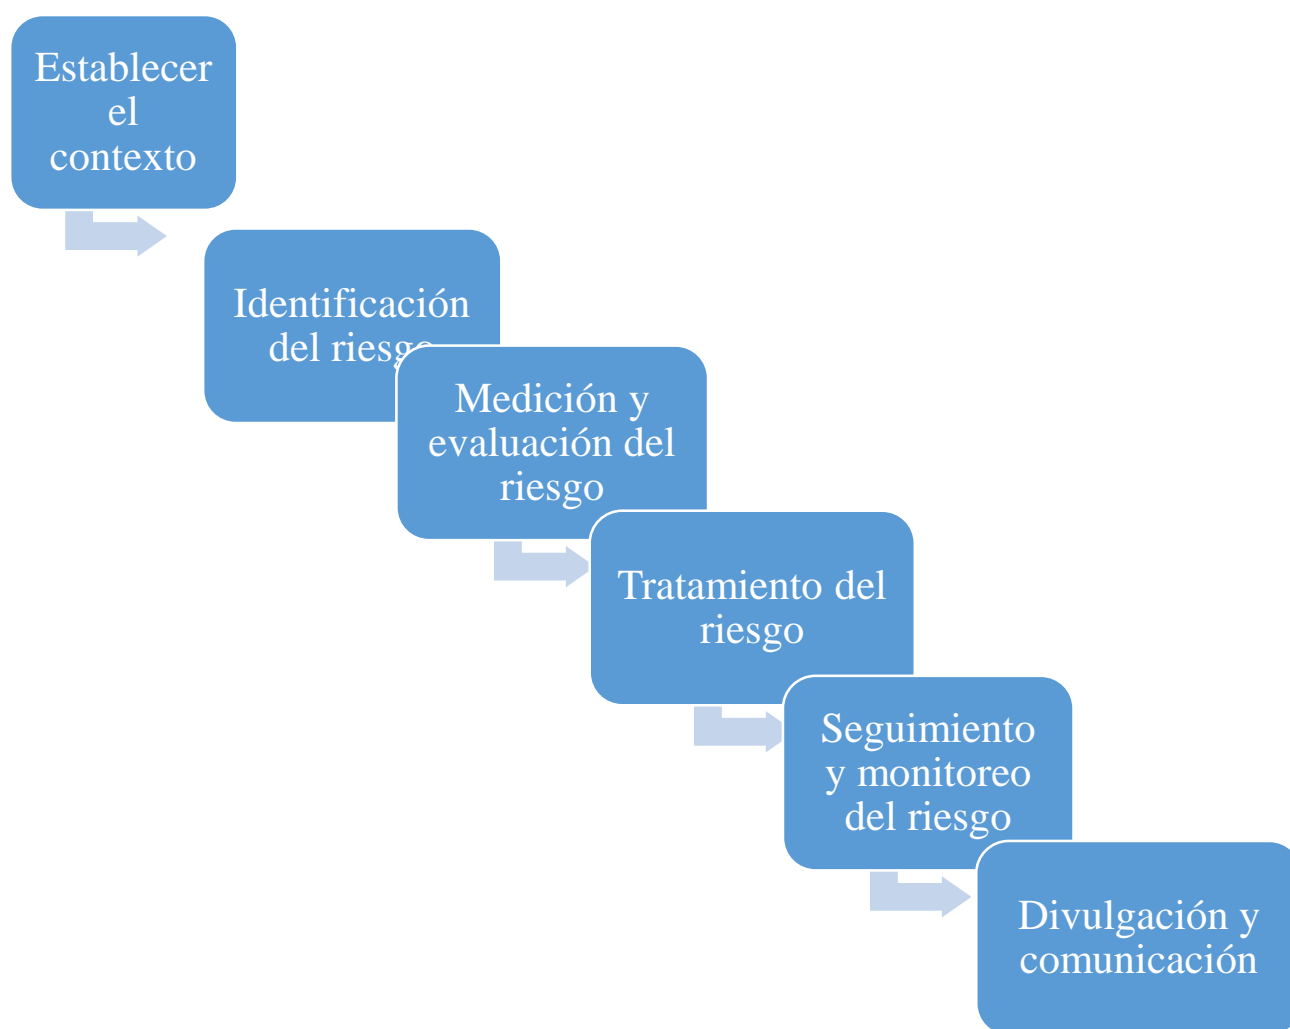 Establecer
el
contexto
Identificación
del riesgo
Medición y
evaluación del
riesgo
Tratamiento del
riesgo
Seguimiento
y monitoreo
del riesgo
Divulgación y
comunicación